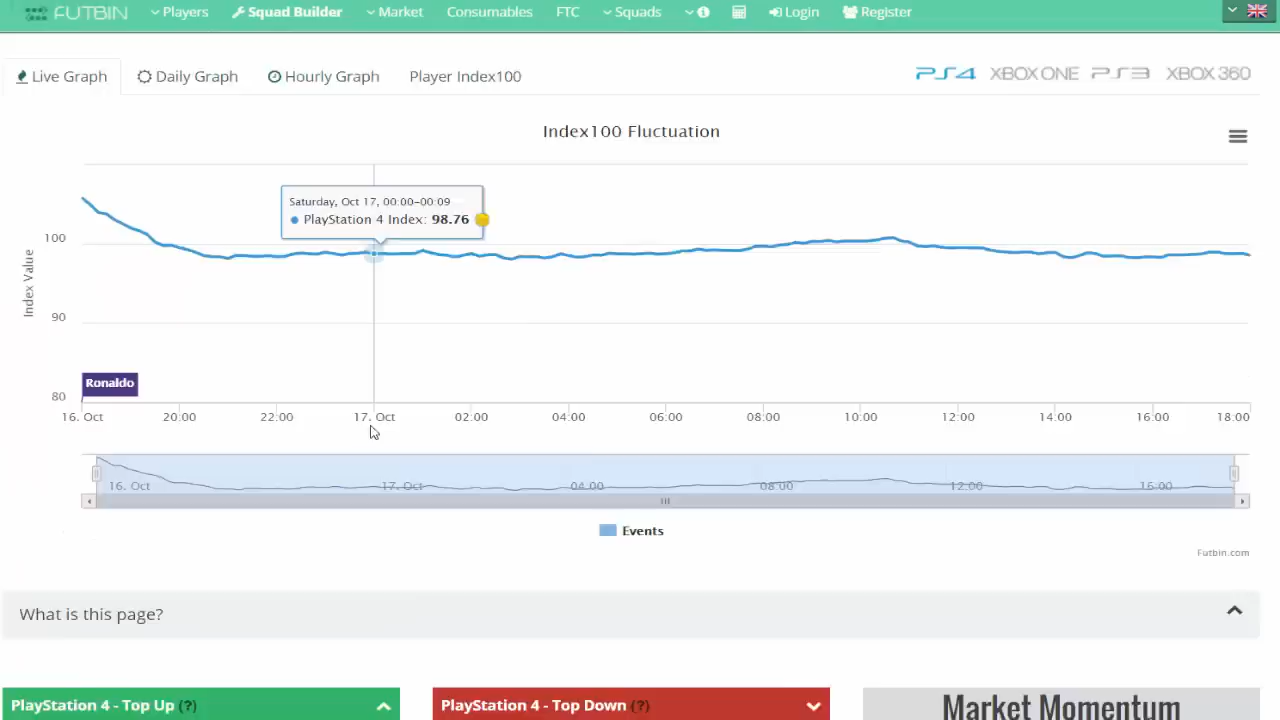 FUTBIN Players Squad Builder Market Consumables FTC Squads Login Register
Live Graph Daily Graph Hourly Graph Player Index100 PS4 XBOX ONE PS3 XBOX 360
Index100 Fluctuation
Saturday, Oct 17, 00:00-00:09
PlayStation 4 Index: 98.76
Index Value
100
90
80
Ronaldo
16. Oct 20:00 22:00 17. Oct 02:00 04:00 06:00 08:00 10:00 12:00 14:00 16:00 18:00
16. Oct 17. Oct 04:00 08:00 12:00 16:00
Events
Futbin.com
What is this page?
PlayStation 4 - Top Up (?)
PlayStation 4 - Top Down (?)
Market Momentum